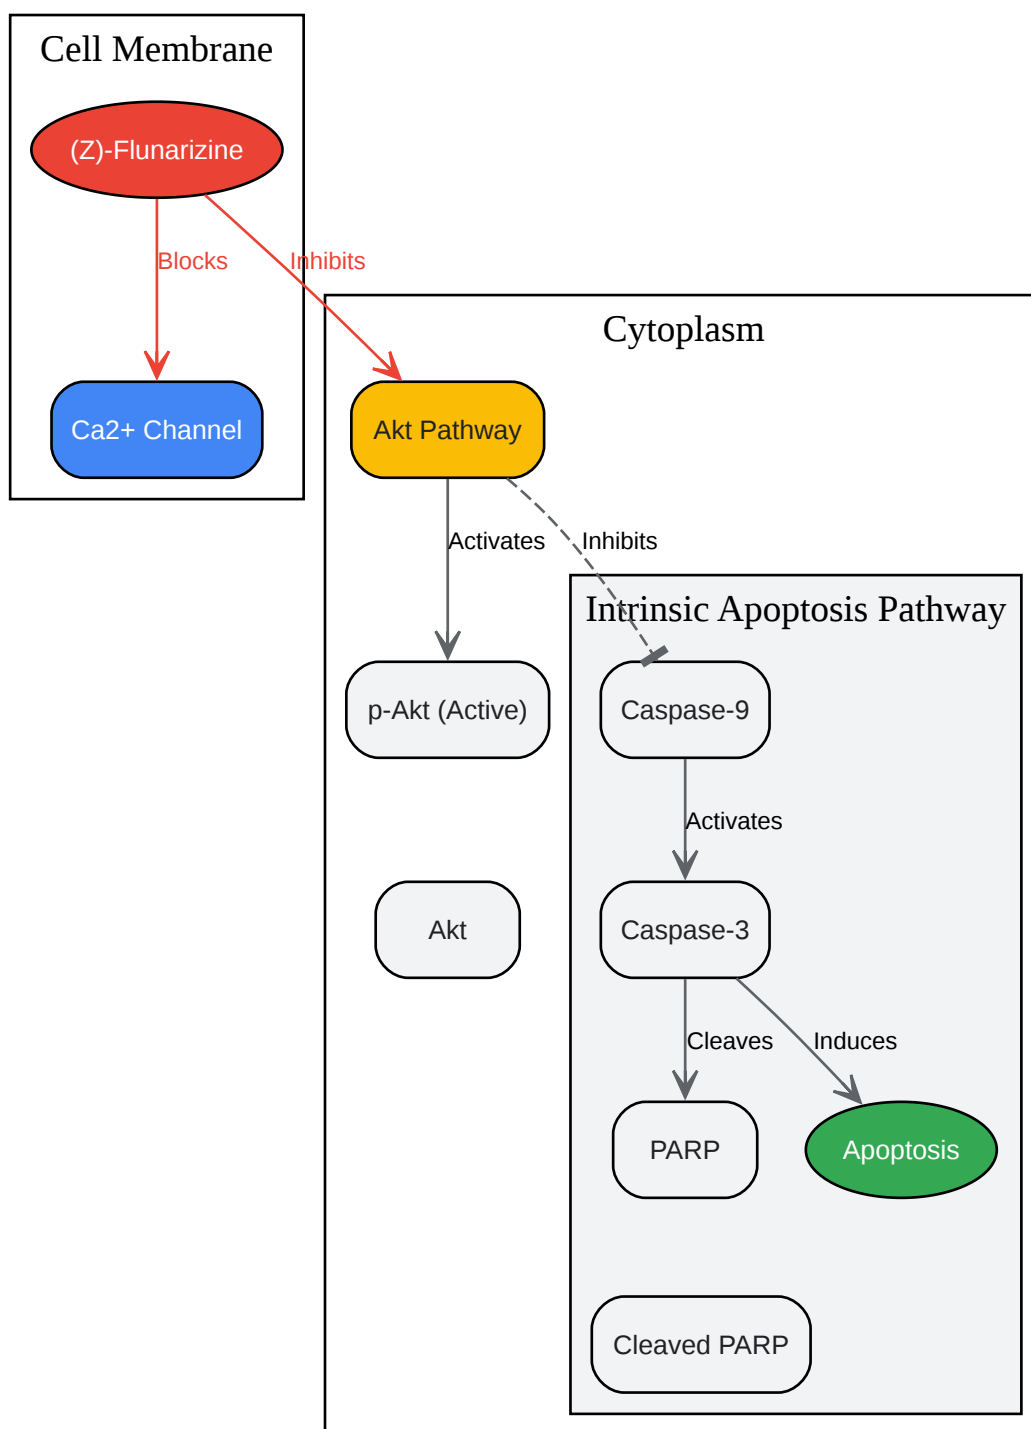 Cell Membrane
(Z)-Flunarizine
Blocks
Inhibits
Cytoplasm
Ca2+ Channel
Akt Pathway
Activates
Inhibits
Intrinsic Apoptosis Pathway
p-Akt (Active)
Caspase-9
Activates
Akt
Caspase-3
Cleaves
Induces
PARP
Apoptosis
Cleaved PARP